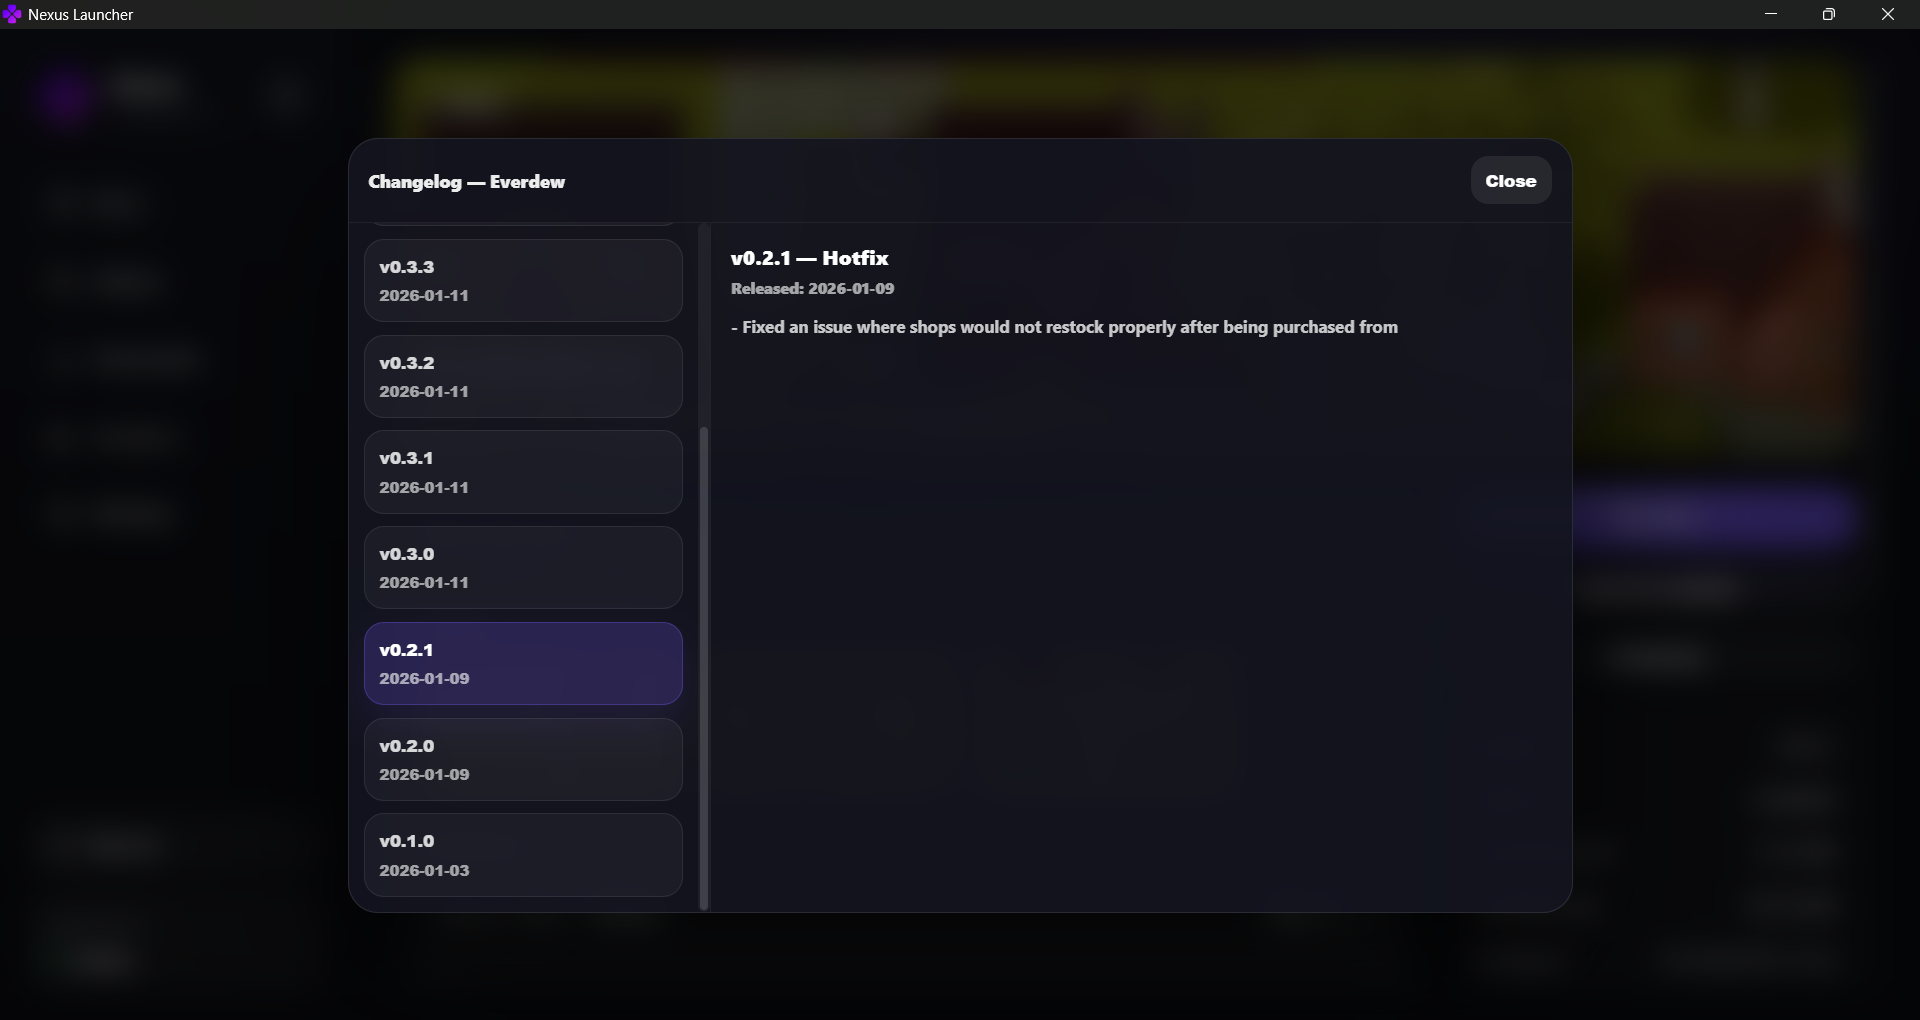 Nexus Launcher
Changelog — Everdew
Close
v0.3.3
2026-01-11
v0.3.2
2026-01-11
v0.3.1
2026-01-11
v0.3.0
2026-01-11
v0.2.1
2026-01-09
v0.2.0
2026-01-09
v0.1.0
2026-01-03
v0.2.1 — Hotfix
Released: 2026-01-09
- Fixed an issue where shops would not restock properly after being purchased from